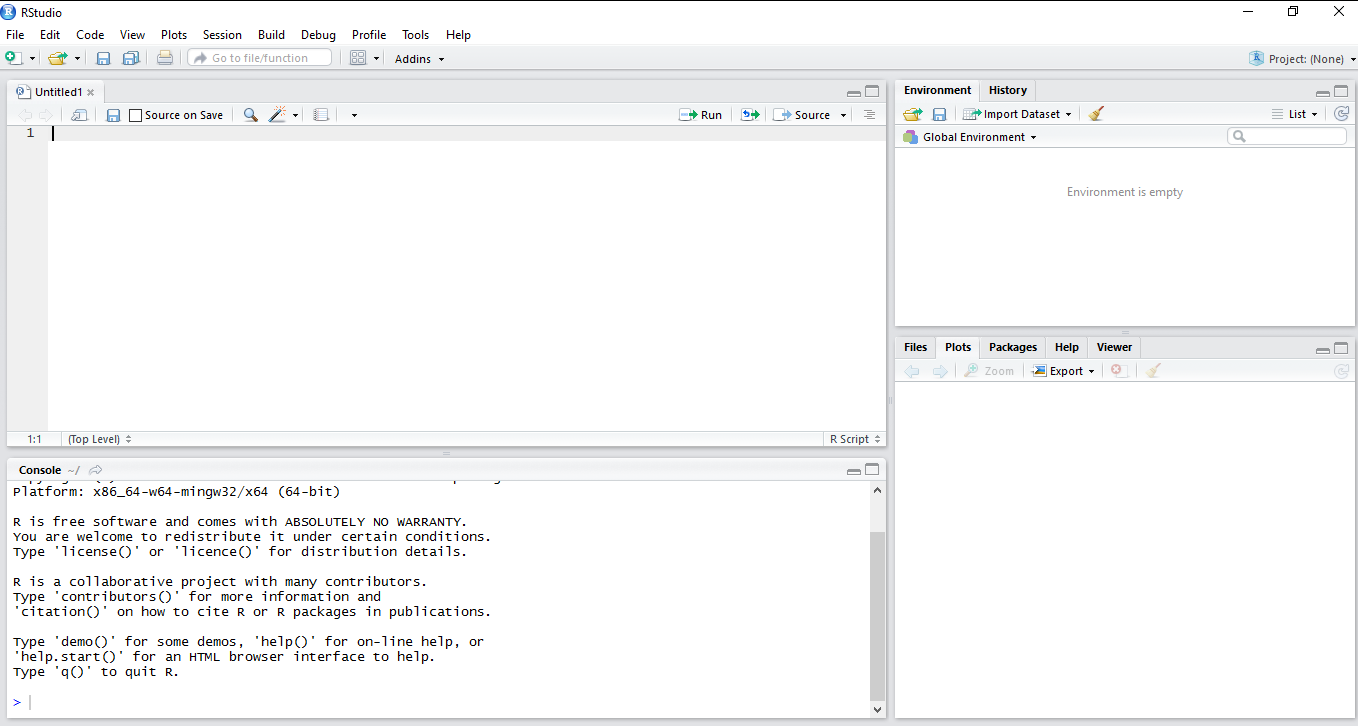 RStudio
File Edit Code View Plots Session Build Debug Profile Tools Help
Go to file/function Addins Project: (None)
Untitled1
Source on Save Run Source
1
1:1 (Top Level) R Script
Console ~/
Platform: x86_64-w64-mingw32/x64 (64-bit)
R is free software and comes with ABSOLUTELY NO WARRANTY.
You are welcome to redistribute it under certain conditions.
Type 'license()' or 'licence()' for distribution details.
R is a collaborative project with many contributors.
Type 'contributors()' for more information and
'citation()' on how to cite R or R packages in publications.
Type 'demo()' for some demos, 'help()' for on-line help, or
'help.start()' for an HTML browser interface to help.
Type 'q()' to quit R.
>
Environment History
Import Dataset List
Global Environment
Environment is empty
Files Plots Packages Help Viewer
Zoom Export